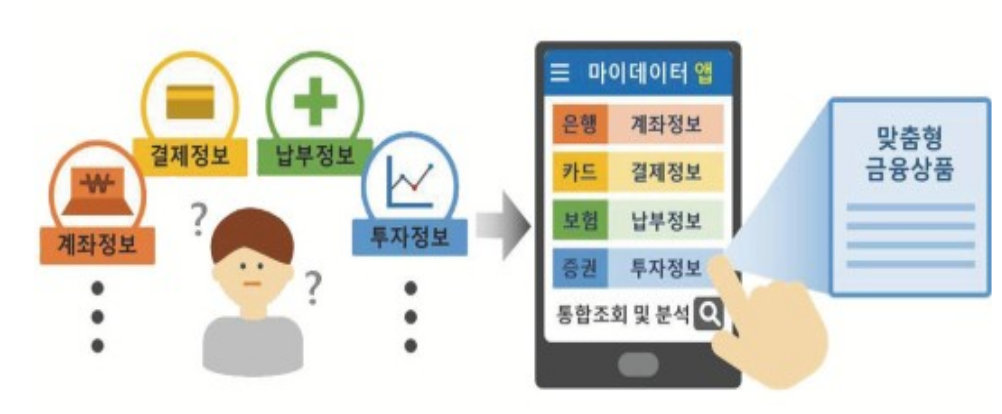 결제정보
납부정보
계좌정보
투자정보
?
?
마이데이터 앱
은행 계좌정보
카드 결제정보
보험 납부정보
증권 투자정보
통합조회 및 분석
맞춤형
금융상품